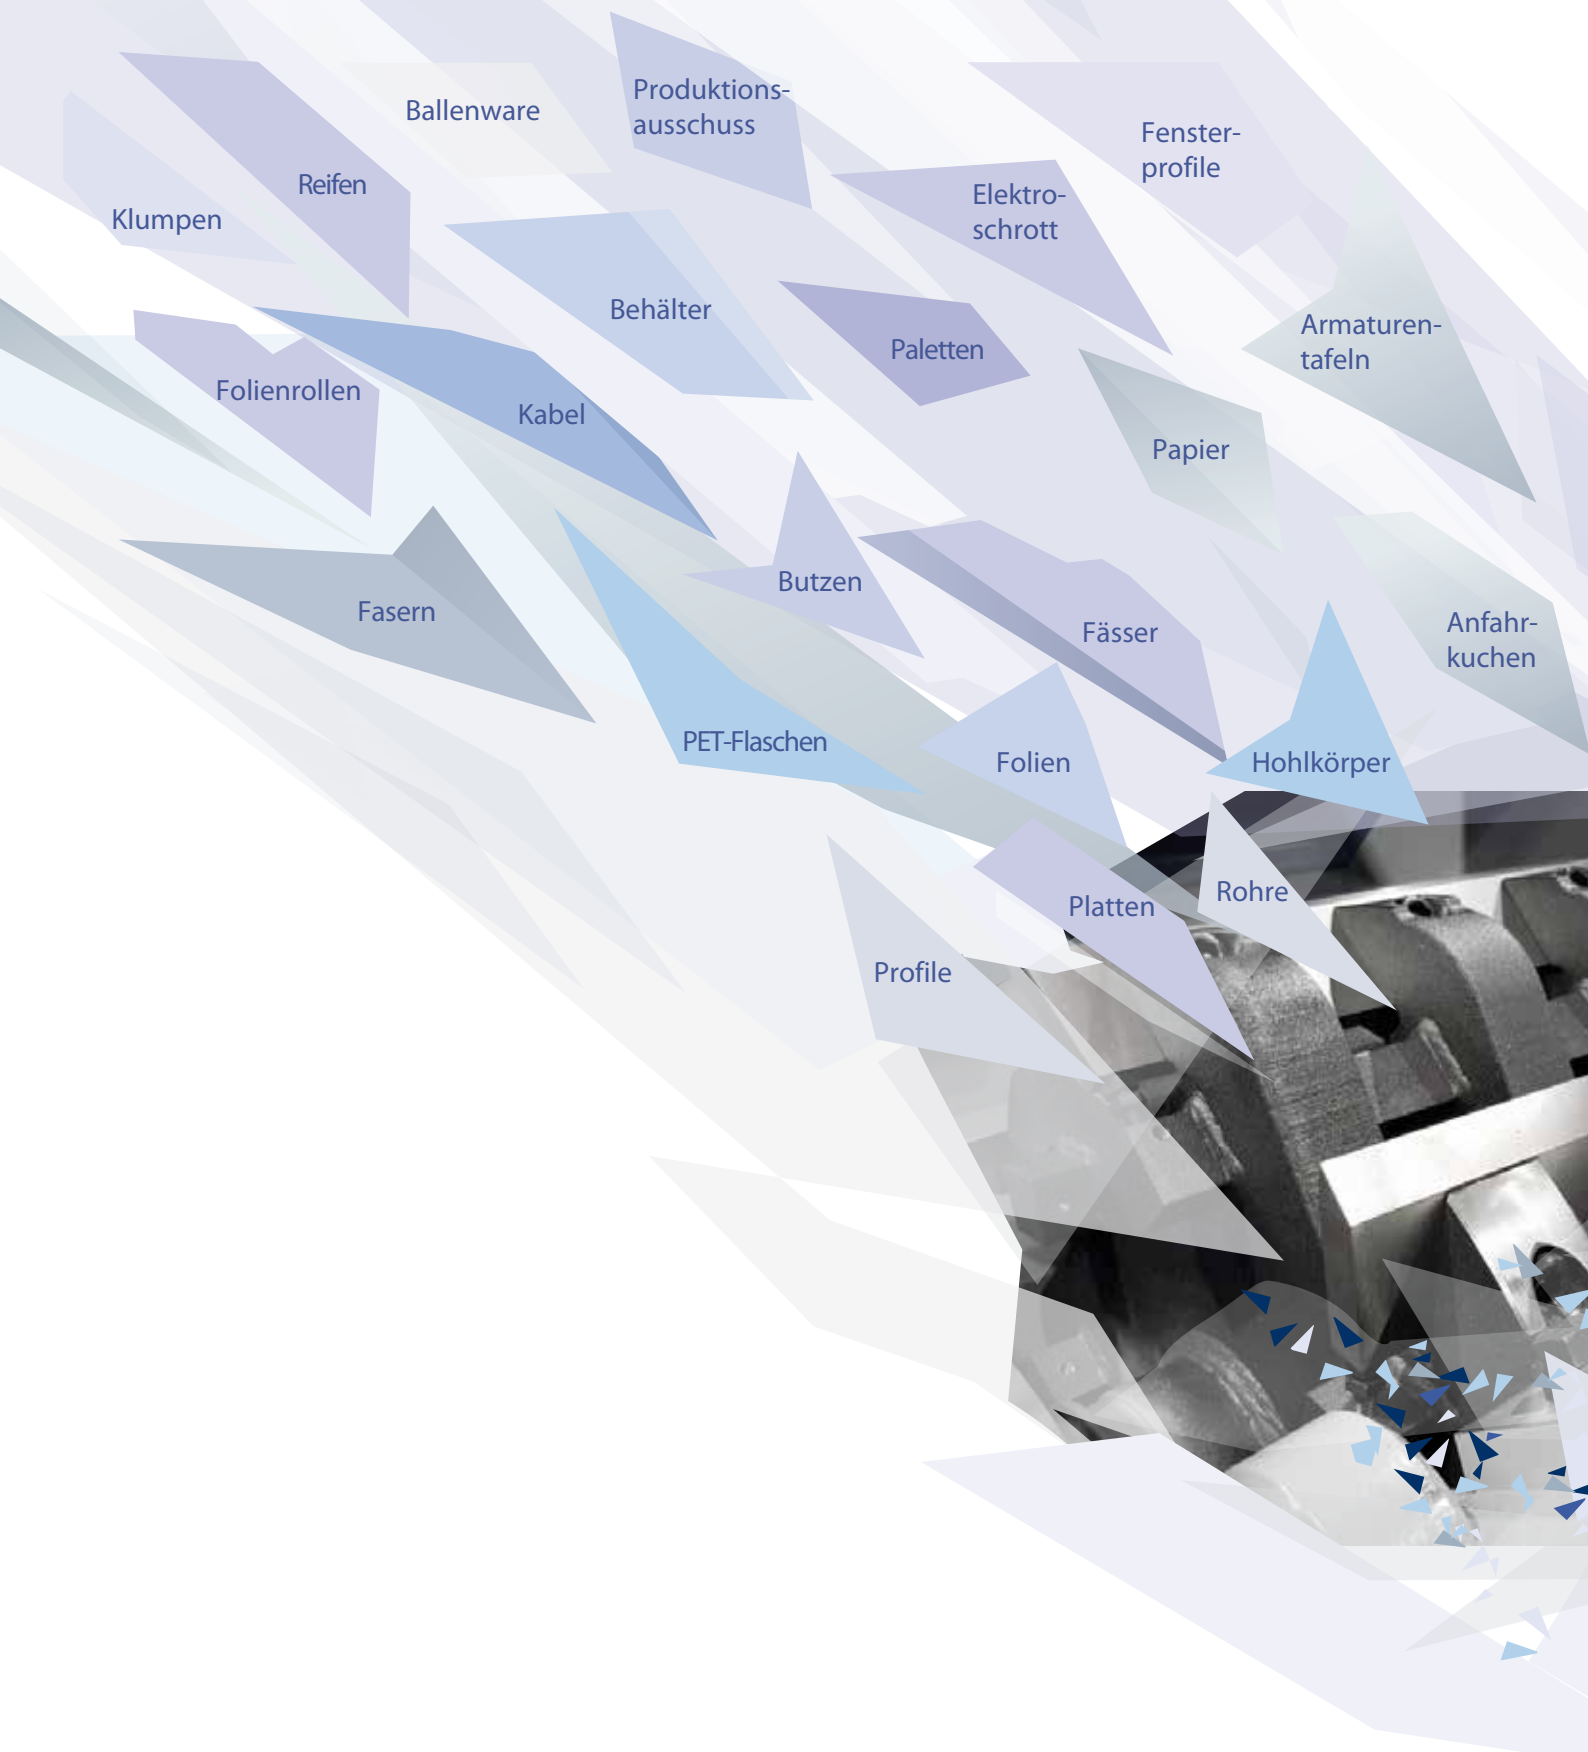 Produktions-
ausschuss
Ballenware
Fenster-
profile
Reifen
Elektro-
schrott
Klumpen
Behälter
Armaturen-
tafeln
Paletten
Folienrollen
Kabel
Papier
Butzen
Fasern
Fässer
Anfahr-
kuchen
PET-Flaschen
Folien
Hohlkörper
Rohre
Platten
Profile